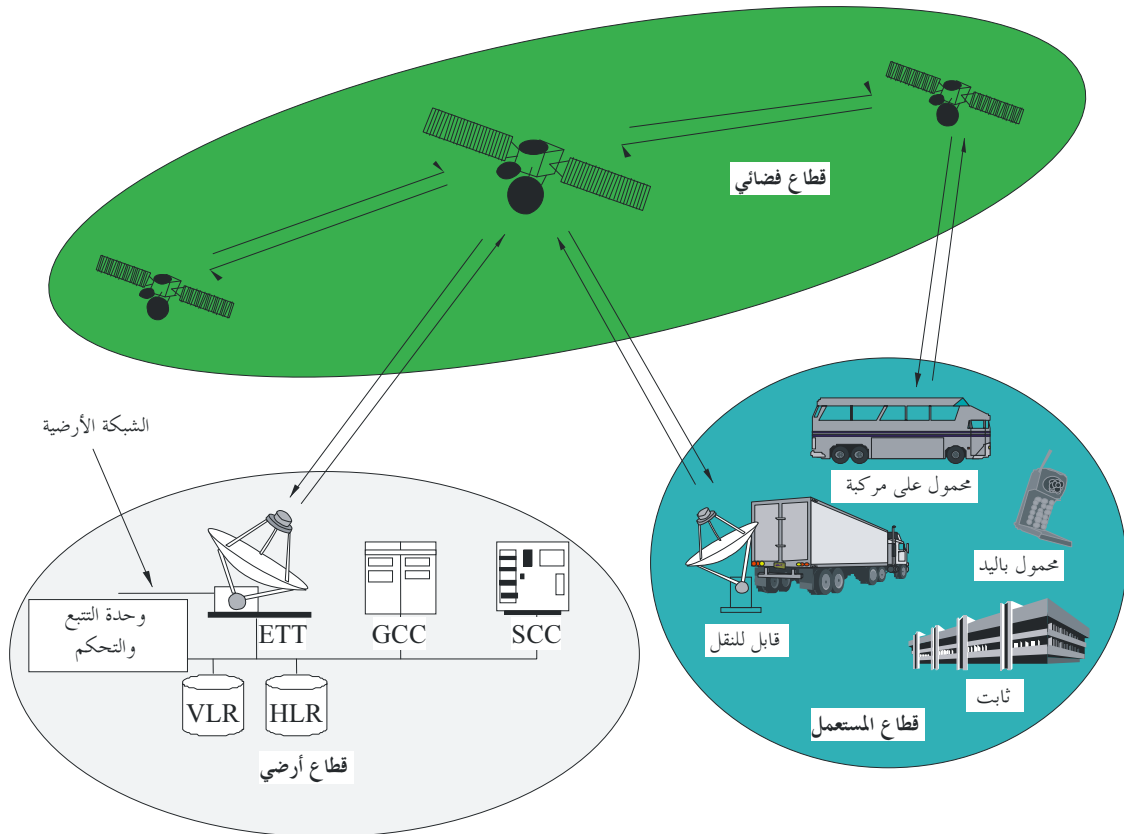 قطاع فضائي
الشبكة الأرضية
محمول على مركبة
محمول باليد
قابل للنقل
ثابت
قطاع المستعمل
وحدة التتبع
والتحكم
ETT
GCC
SCC
VLR
HLR
قطاع أرضي